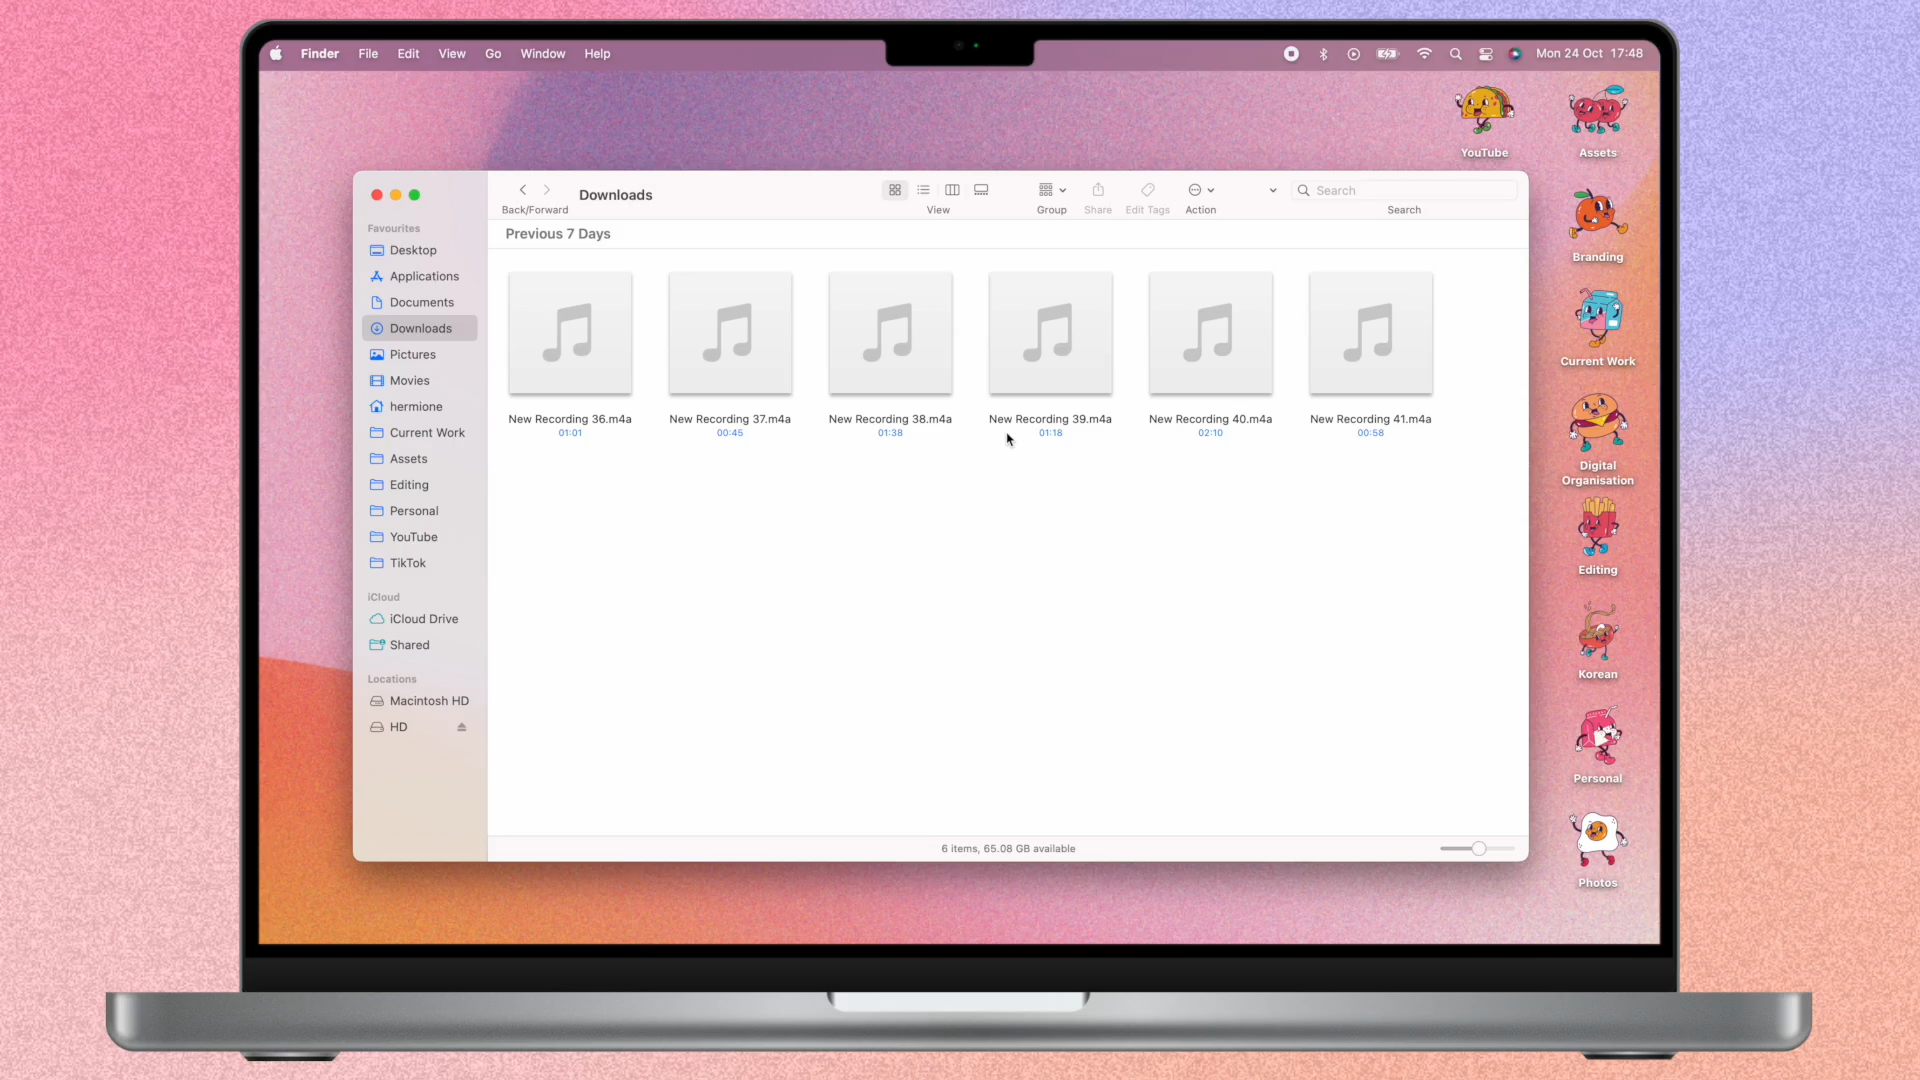 Finder File Edit View Go Window Help
Mon 24 Oct 17:48
YouTube
Assets
Branding
Current Work
Digital
Organisation
Editing
Korean
Personal
Photos
Back/Forward
Downloads
View
Group
Share
Edit Tags
Action
Search
Search
Favourites
Desktop
Applications
Documents
Downloads
Pictures
Movies
hermione
Current Work
Assets
Editing
Personal
YouTube
TikTok
iCloud
iCloud Drive
Shared
Locations
Macintosh HD
HD
Previous 7 Days
New Recording 36.m4a
01:01
New Recording 37.m4a
00:45
New Recording 38.m4a
01:38
New Recording 39.m4a
01:18
New Recording 40.m4a
02:10
New Recording 41.m4a
00:58
6 items, 65.08 GB available